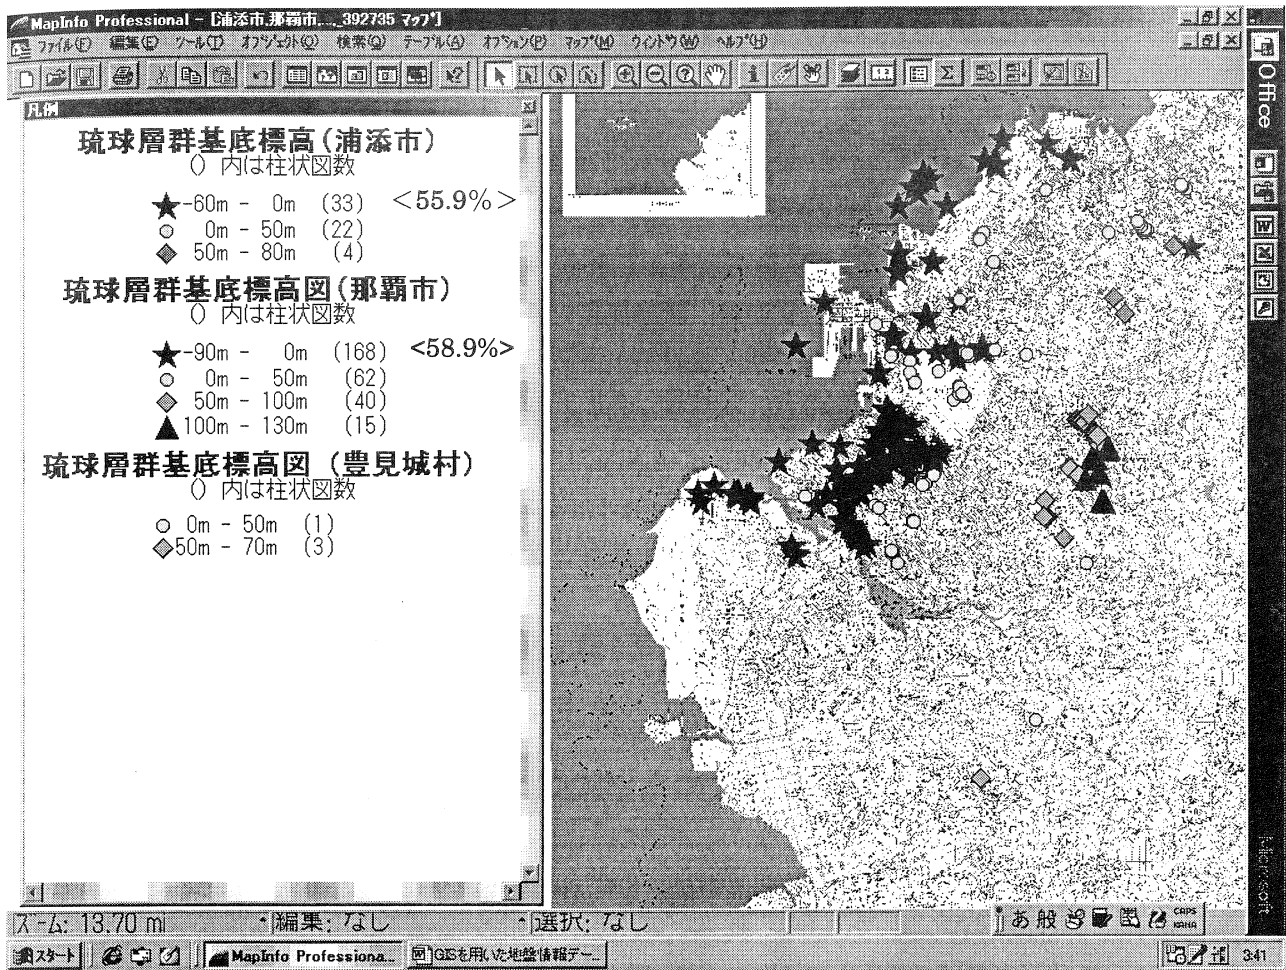 MapInfo Professional - [浦添市,那覇市,..._392735 マップ]
ファイル(F) 編集(E) ツール(T) オブジェクト(O) 検索(Q) テーブル(A) オプション(P) マップ(M) ウィンドウ(W) ヘルプ(H)
Office
凡例
琉球層群基底標高(浦添市)
() 内は柱状図数
-60m - 0m (33) <55.9%>
0m - 50m (22)
50m - 80m (4)
琉球層群基底標高図(那覇市)
() 内は柱状図数
-90m - 0m (168) <58.9%>
0m - 50m (62)
50m - 100m (40)
100m - 130m (15)
琉球層群基底標高図 (豊見城村)
() 内は柱状図数
0m - 50m (1)
50m - 70m (3)
Microsoft
ズーム: 13.70 mi 編集: なし 選択: なし
あ 般 CAPS KANA
スタート MapInfo Professiona... GISを用いた地盤情報デー... 3:41